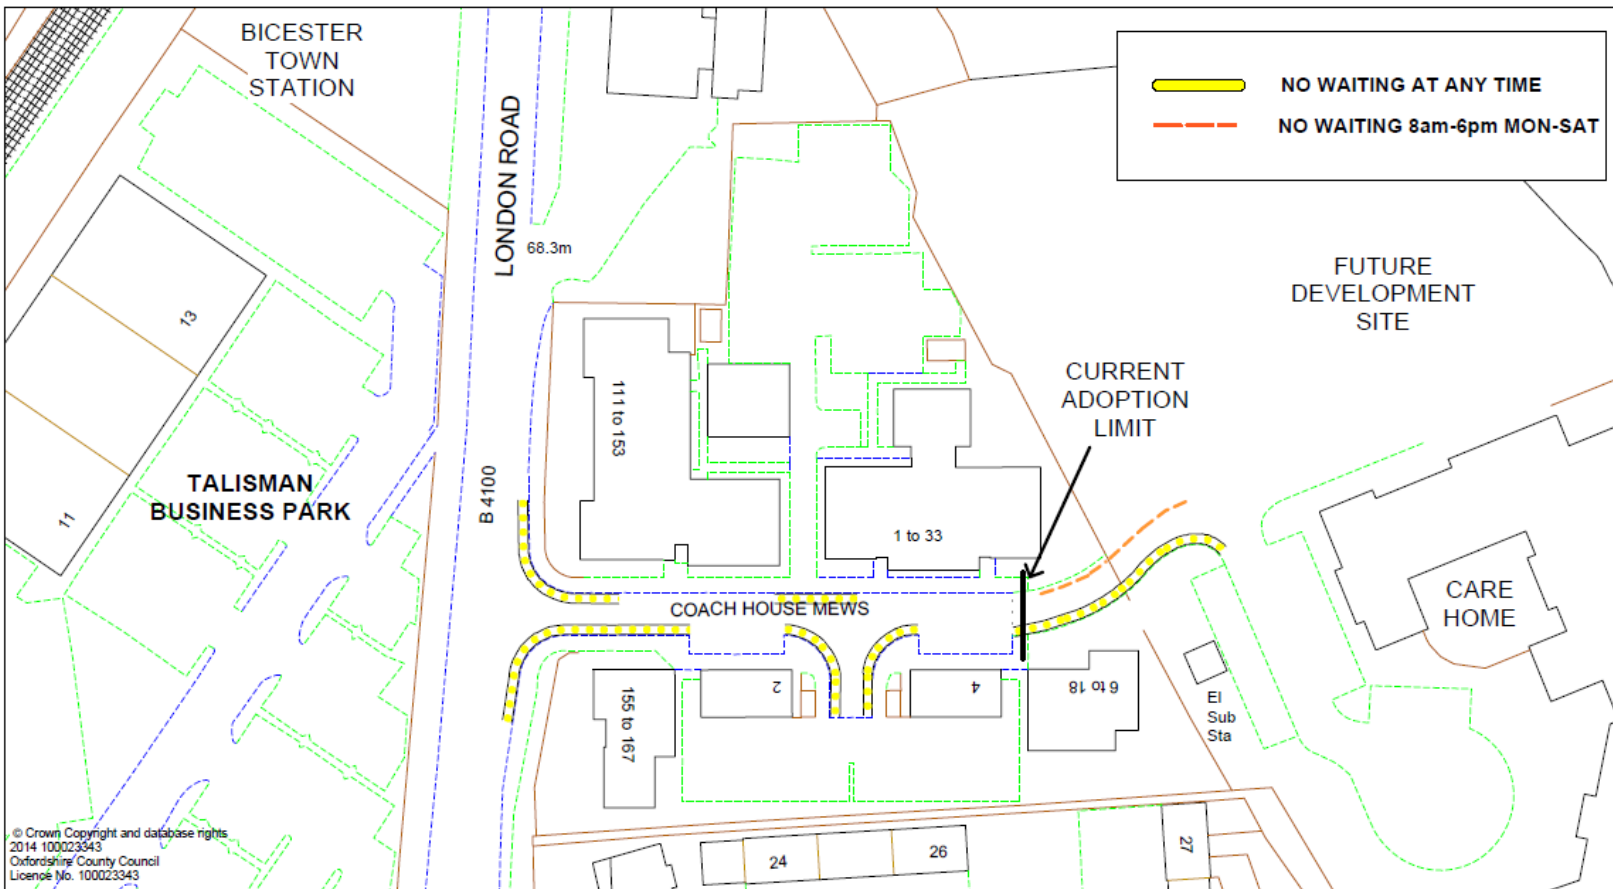 BICESTER
TOWN
STATION
LONDON ROAD
68.3m
NO WAITING AT ANY TIME
NO WAITING 8am-6pm MON-SAT
FUTURE
DEVELOPMENT
SITE
CURRENT
ADOPTION
LIMIT
13
11
TALISMAN
BUSINESS PARK
B 4100
111 to 153
1 to 33
COACH HOUSE MEWS
CARE
HOME
2
4
6 to 18
155 to 167
El
Sub
Sta
24
26
27
© Crown Copyright and database rights
2014 100023343
Oxfordshire County Council
Licence No. 100023343